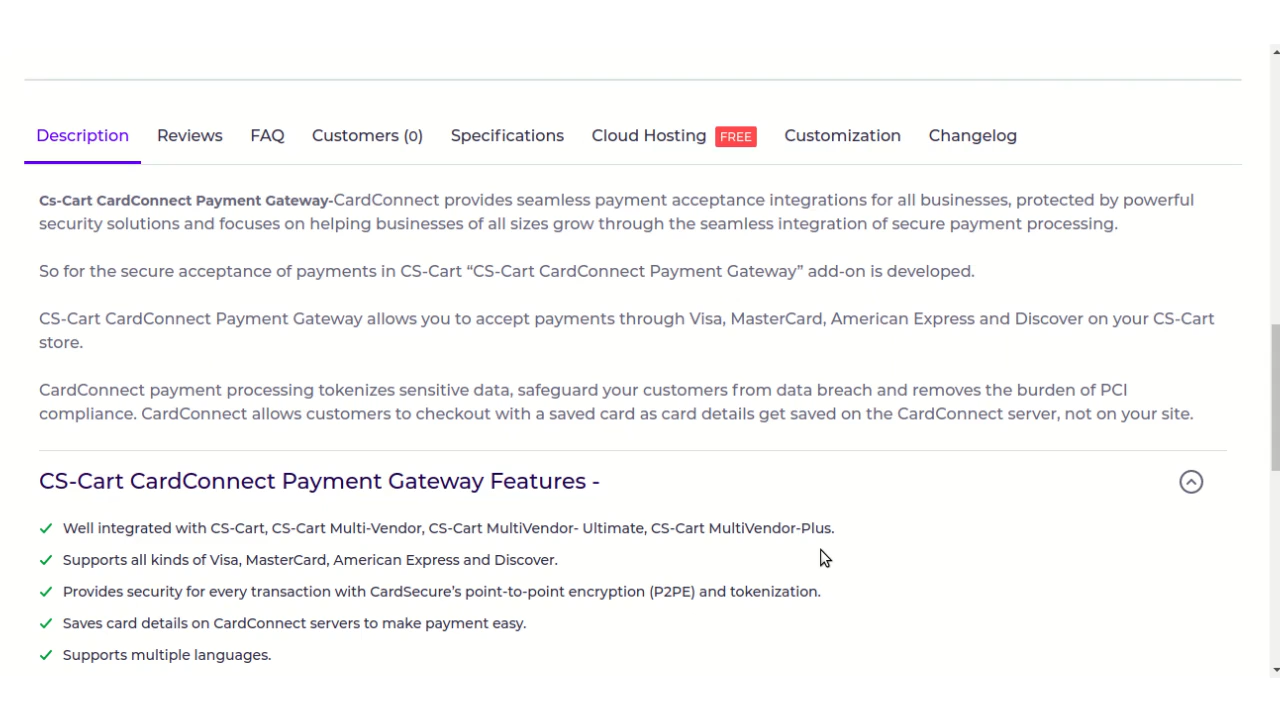 Description Reviews FAQ Customers (0) Specifications Cloud Hosting FREE Customization Changelog
Cs-Cart CardConnect Payment Gateway-CardConnect provides seamless payment acceptance integrations for all businesses, protected by powerful
security solutions and focuses on helping businesses of all sizes grow through the seamless integration of secure payment processing.
So for the secure acceptance of payments in CS-Cart “CS-Cart CardConnect Payment Gateway” add-on is developed.
CS-Cart CardConnect Payment Gateway allows you to accept payments through Visa, MasterCard, American Express and Discover on your CS-Cart
store.
CardConnect payment processing tokenizes sensitive data, safeguard your customers from data breach and removes the burden of PCI
compliance. CardConnect allows customers to checkout with a saved card as card details get saved on the CardConnect server, not on your site.
CS-Cart CardConnect Payment Gateway Features -
Well integrated with CS-Cart, CS-Cart Multi-Vendor, CS-Cart MultiVendor- Ultimate, CS-Cart MultiVendor-Plus.
Supports all kinds of Visa, MasterCard, American Express and Discover.
Provides security for every transaction with CardSecure’s point-to-point encryption (P2PE) and tokenization.
Saves card details on CardConnect servers to make payment easy.
Supports multiple languages.